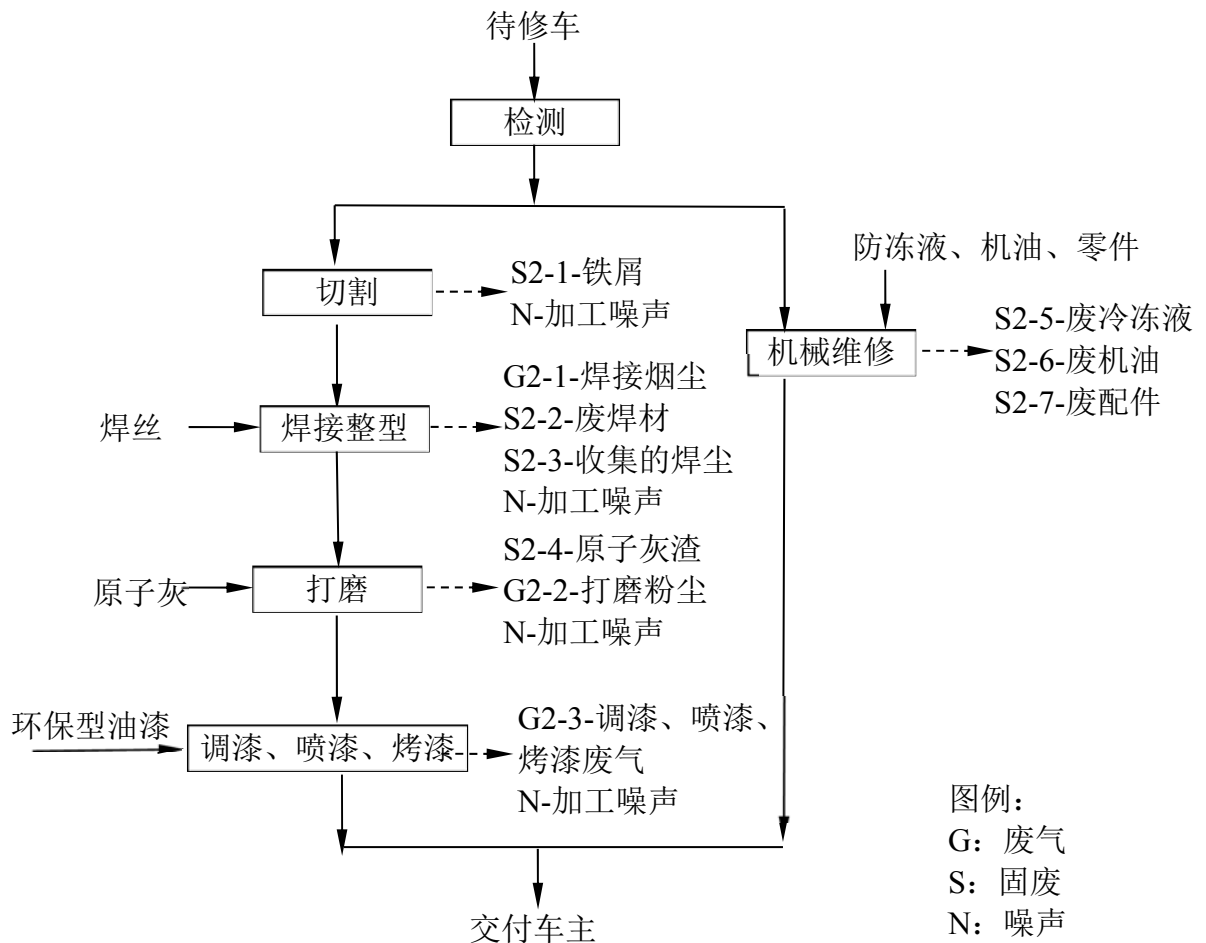 待修车
检测
防冻液、机油、零件
切割
S2-1-铁屑
N-加工噪声
机械维修
S2-5-废冷冻液
S2-6-废机油
S2-7-废配件
焊丝
焊接整型
G2-1-焊接烟尘
S2-2-废焊材
S2-3-收集的焊尘
N-加工噪声
原子灰
打磨
S2-4-原子灰渣
G2-2-打磨粉尘
N-加工噪声
环保型油漆
调漆、喷漆、烤漆
G2-3-调漆、喷漆、
烤漆废气
N-加工噪声
交付车主
图例：
G：废气
S：固废
N：噪声